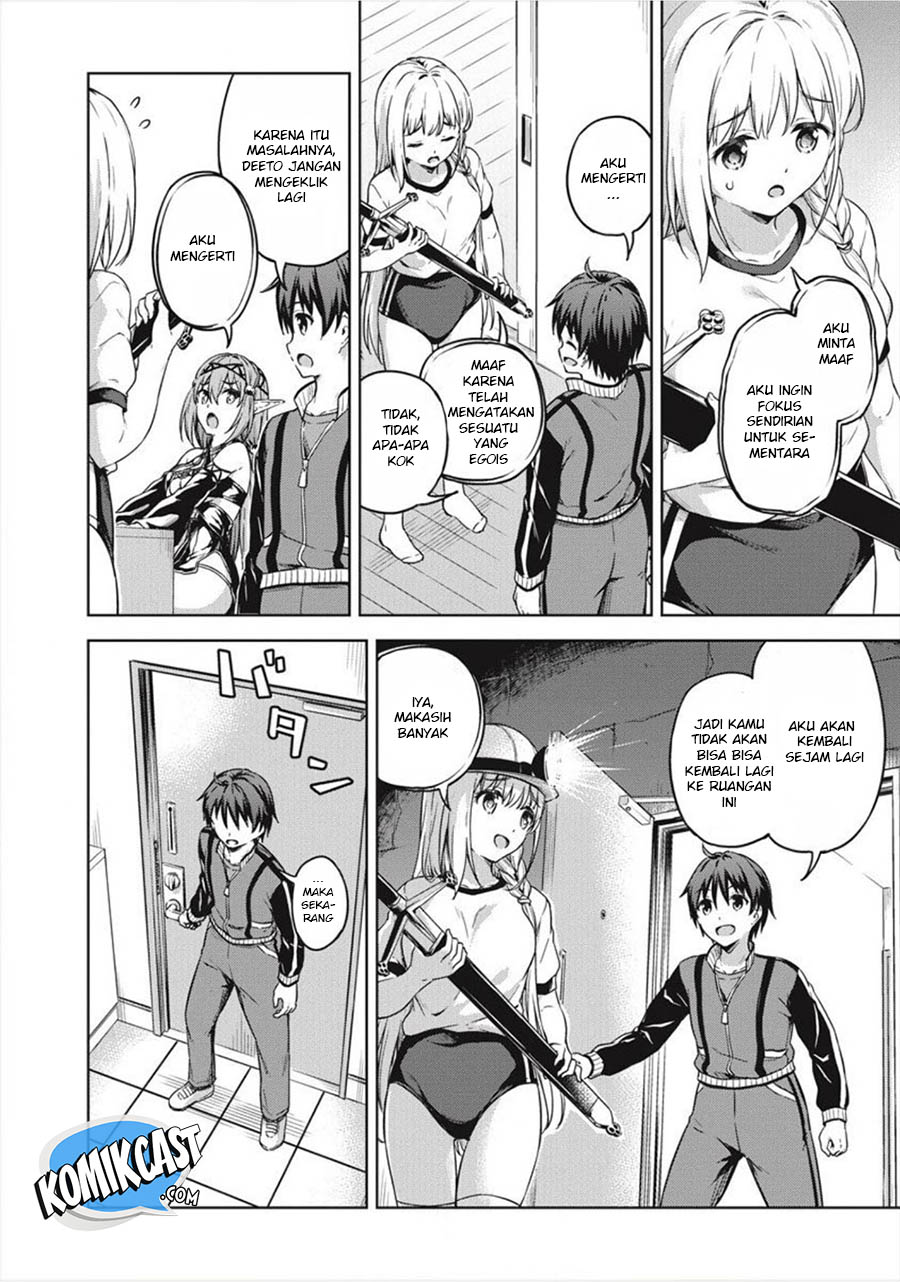 AKU
MINTA
MAAF
AKU INGIN
FOKUS
SENDIRIAN
UNTUK SE-
MENTARA
AKU
MENGERTI
...
MAAF
KARENA
TELAH
MENGATAKAN
SESUATU
YANG
EGOIS
TIDAK,
APA-APA
KOK
KARENA ITU
MASALAHNYA,
DEETO JANGAN
MENGEKLIK
LAGI
AKU
MENGERTI
AKU AKAN
KEMBALI
SEJAM LAGI
JADI KAMU
TIDAK AKAN
BISA BISA
KEMBALI LAGI
KE RUANGAN
INI
IYA,
MAKASIH
BANYAK
バタン
...
MAKA
SEKA-
RANG
KOMIKCAST
.COM